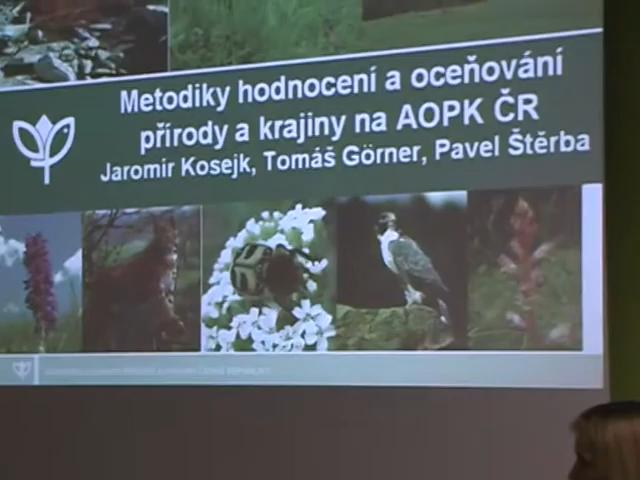 Metodiky hodnocení a oceňování
přírody a krajiny na AOPK ČR
Jaromír Kosejk, Tomáš Görner, Pavel Štěrba